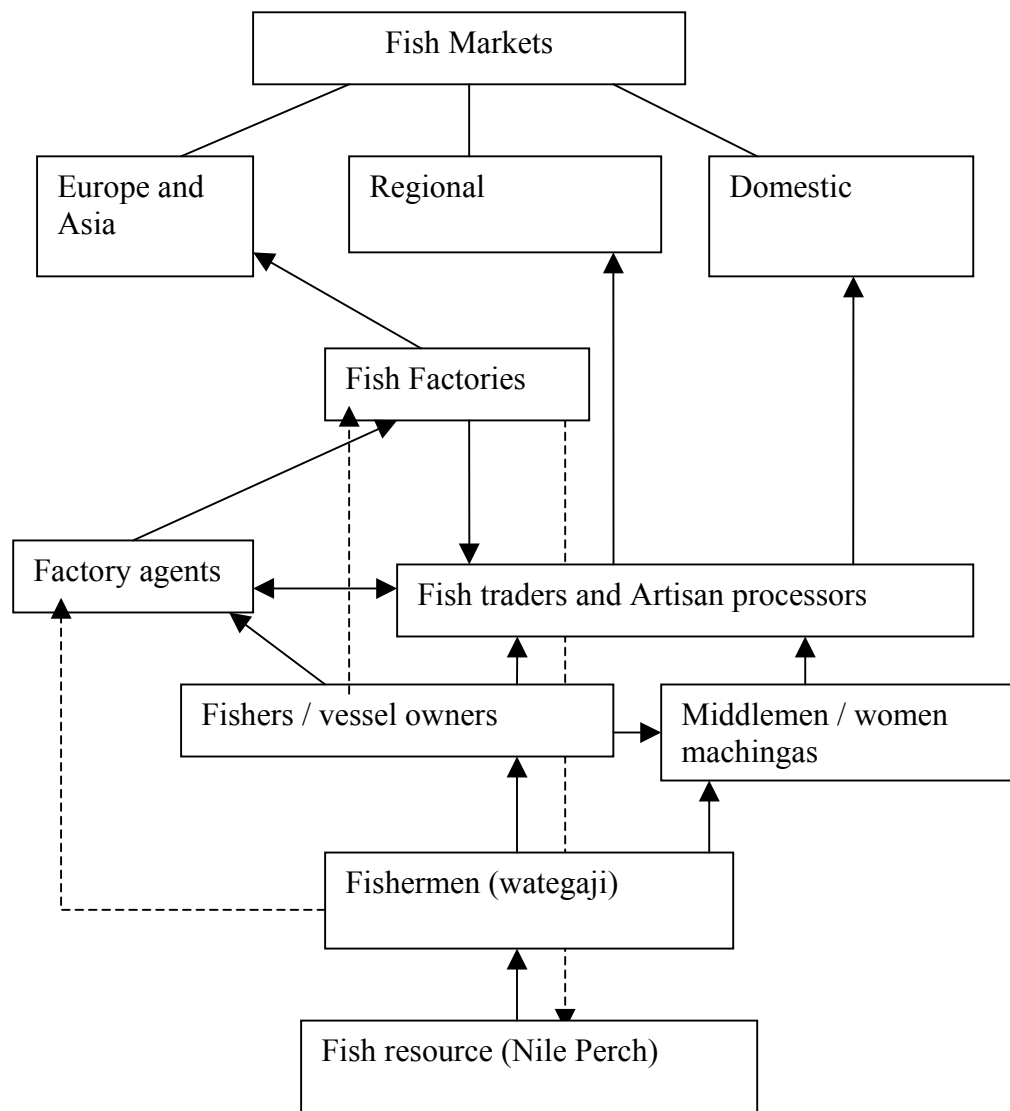 Fish Markets
Europe and
Asia
Regional
Domestic
Fish Factories
Factory agents
Fish traders and Artisan processors
Fishers / vessel owners
Middlemen / women
machingas
Fishermen (wategaji)
Fish resource (Nile Perch)